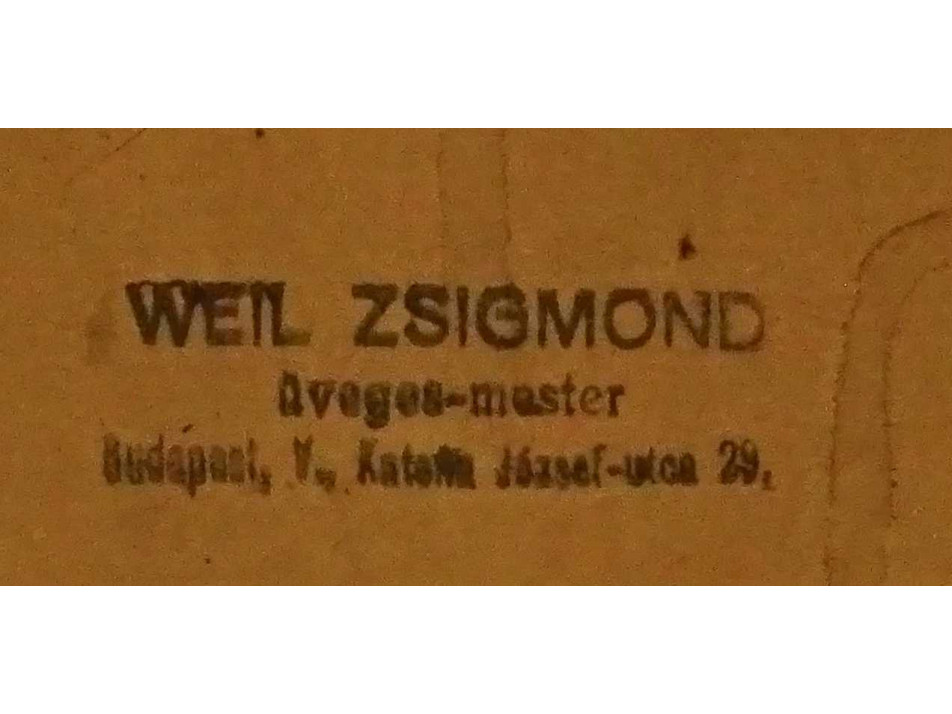 WEIL ZSIGMOND
üveges-mester
Budapest, V., Katona József-utca 29.